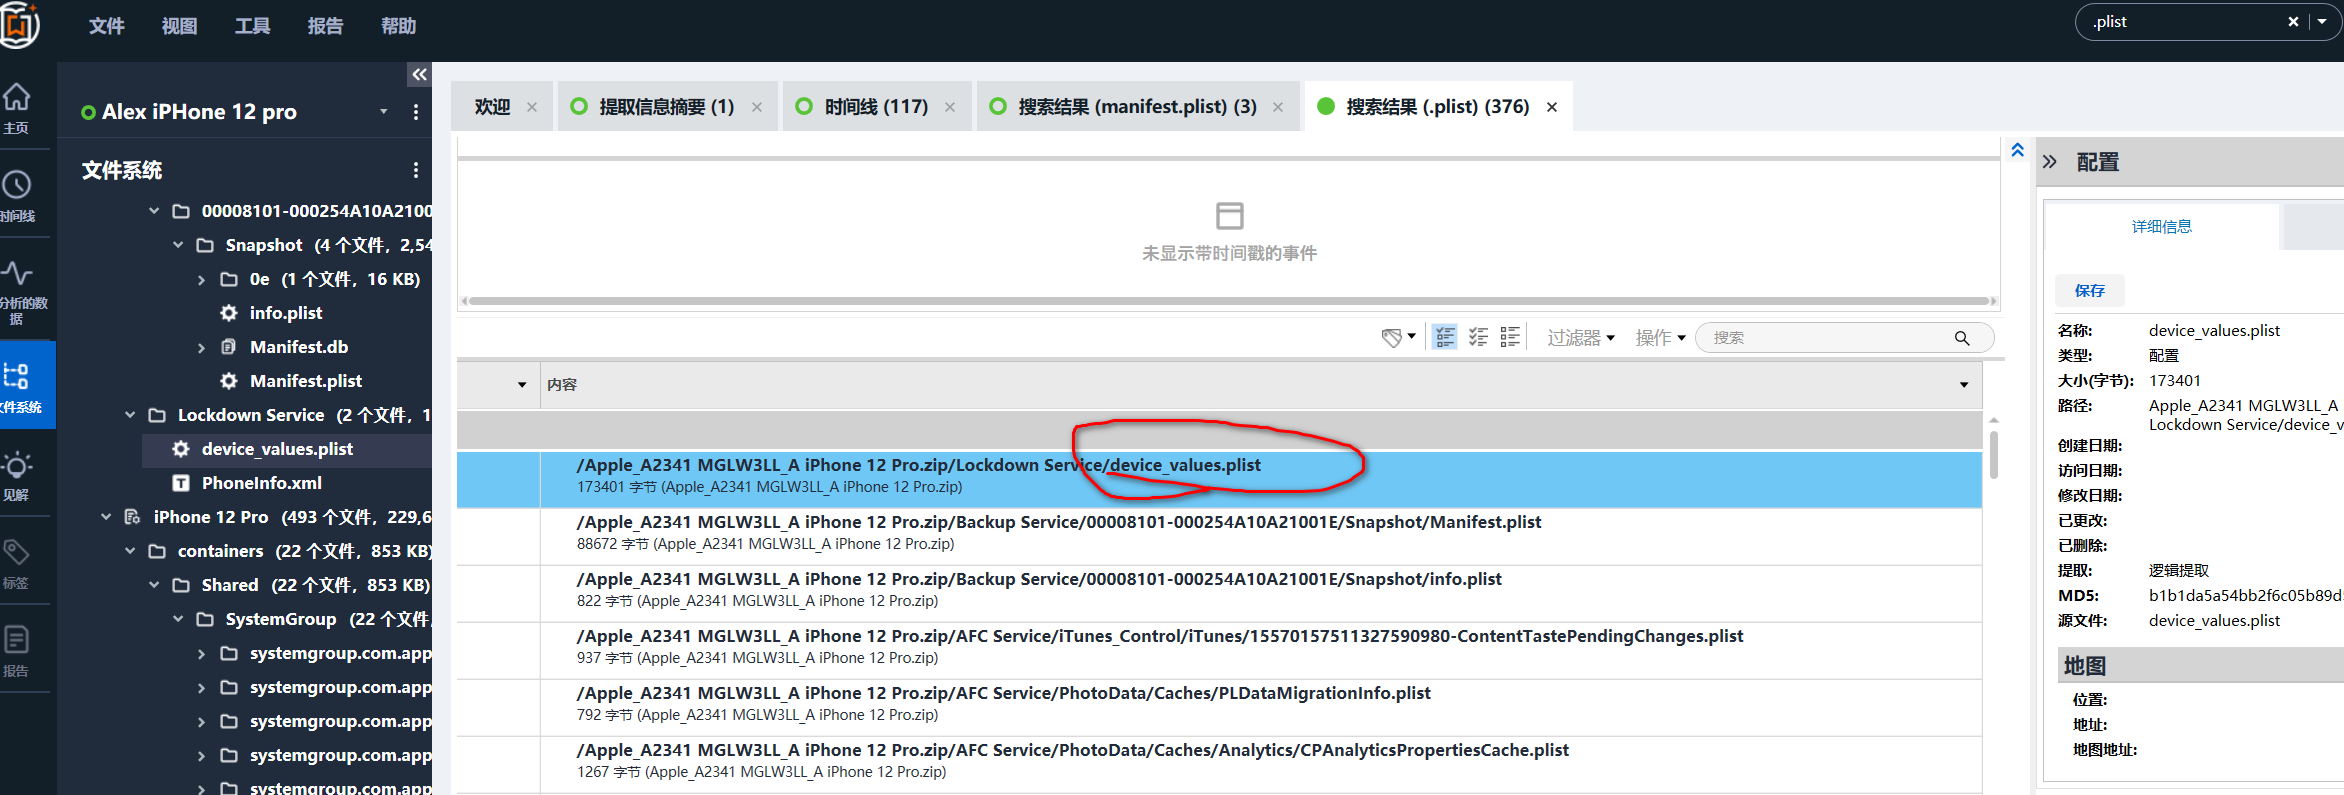 文件 视图 工具 报告 帮助
.plist
主页
时间线
分析的数
据
文件系统
见解
标签
报告
Alex iPHone 12 pro
文件系统
00008101-000254A10A2100
Snapshot (4 个文件，2,54
0e (1 个文件，16 KB)
info.plist
Manifest.db
Manifest.plist
Lockdown Service (2 个文件，1
device_values.plist
PhoneInfo.xml
iPhone 12 Pro (493 个文件，229,6
containers (22 个文件，853 KB)
Shared (22 个文件，853 KB)
SystemGroup (22 个文件,
systemgroup.com.app
systemgroup.com.app
systemgroup.com.app
systemgroup.com.app
systemgroup.com.app
欢迎 提取信息摘要 (1) 时间线 (117) 搜索结果 (manifest.plist) (3) 搜索结果 (.plist) (376)
未显示带时间戳的事件
过滤器 操作 搜索
内容
/Apple_A2341 MGLW3LL_A iPhone 12 Pro.zip/Lockdown Service/device_values.plist
173401 字节 (Apple_A2341 MGLW3LL_A iPhone 12 Pro.zip)
/Apple_A2341 MGLW3LL_A iPhone 12 Pro.zip/Backup Service/00008101-000254A10A21001E/Snapshot/Manifest.plist
88672 字节 (Apple_A2341 MGLW3LL_A iPhone 12 Pro.zip)
/Apple_A2341 MGLW3LL_A iPhone 12 Pro.zip/Backup Service/00008101-000254A10A21001E/Snapshot/info.plist
822 字节 (Apple_A2341 MGLW3LL_A iPhone 12 Pro.zip)
/Apple_A2341 MGLW3LL_A iPhone 12 Pro.zip/AFC Service/iTunes_Control/iTunes/15570157511327590980-ContentTastePendingChanges.plist
937 字节 (Apple_A2341 MGLW3LL_A iPhone 12 Pro.zip)
/Apple_A2341 MGLW3LL_A iPhone 12 Pro.zip/AFC Service/PhotoData/Caches/PLDataMigrationInfo.plist
792 字节 (Apple_A2341 MGLW3LL_A iPhone 12 Pro.zip)
/Apple_A2341 MGLW3LL_A iPhone 12 Pro.zip/AFC Service/PhotoData/Caches/Analytics/CPAnalyticsPropertiesCache.plist
1267 字节 (Apple_A2341 MGLW3LL_A iPhone 12 Pro.zip)
配置
详细信息
保存
名称: device_values.plist
类型: 配置
大小(字节): 173401
路径: Apple_A2341 MGLW3LL_A
Lockdown Service/device_v
创建日期:
访问日期:
修改日期:
已更改:
已删除:
提取: 逻辑提取
MD5: b1b1da5a54bb2f6c05b89d5
源文件: device_values.plist
地图
位置:
地址:
地图地址: